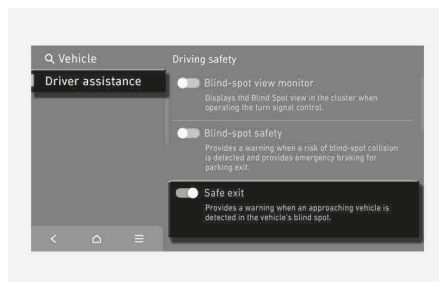 Vehicle
Driving safety
Driver assistance
Blind-spot view monitor
Displays thd Blind Spot view in the cluster when
operating the turn signal control.
Blind-spot safety
Provides a warning when a risk of blind-spot collision
is detected and provides emergency braking for
parking exit.
Safe exit
Provides a warning when an approaching vehicle is
detected in the vehicle's blind spot.